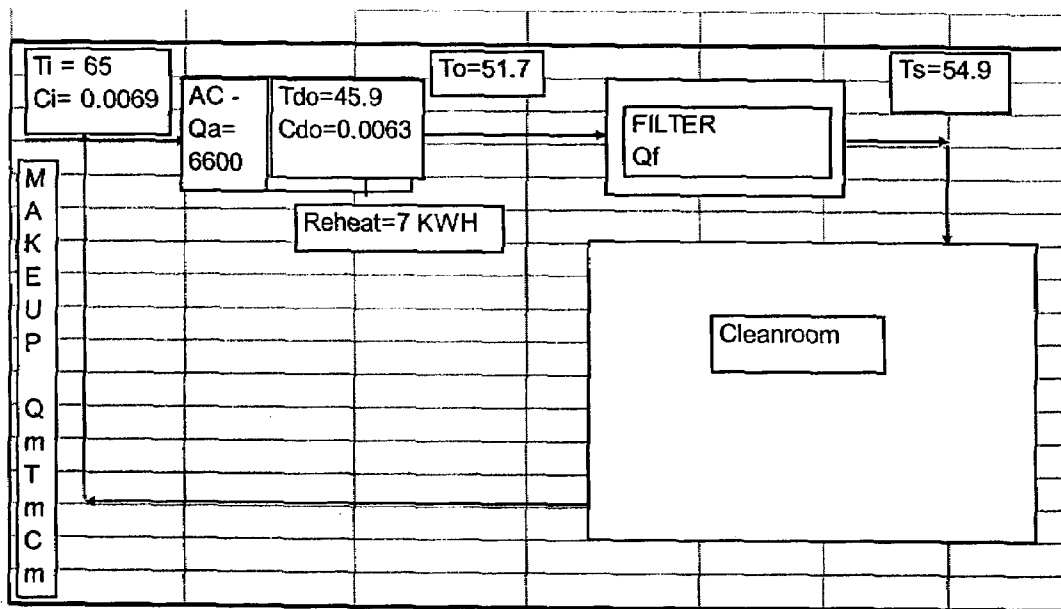 Ti = 65
Ci= 0.0069
AC -
Qa=
6600
Tdo=45.9
Cdo=0.0063
To=51.7
FILTER
Qf
Ts=54.9
Reheat=7 KWH
Cleanroom
M
A
K
E
U
P
Q
m
T
m
C
m